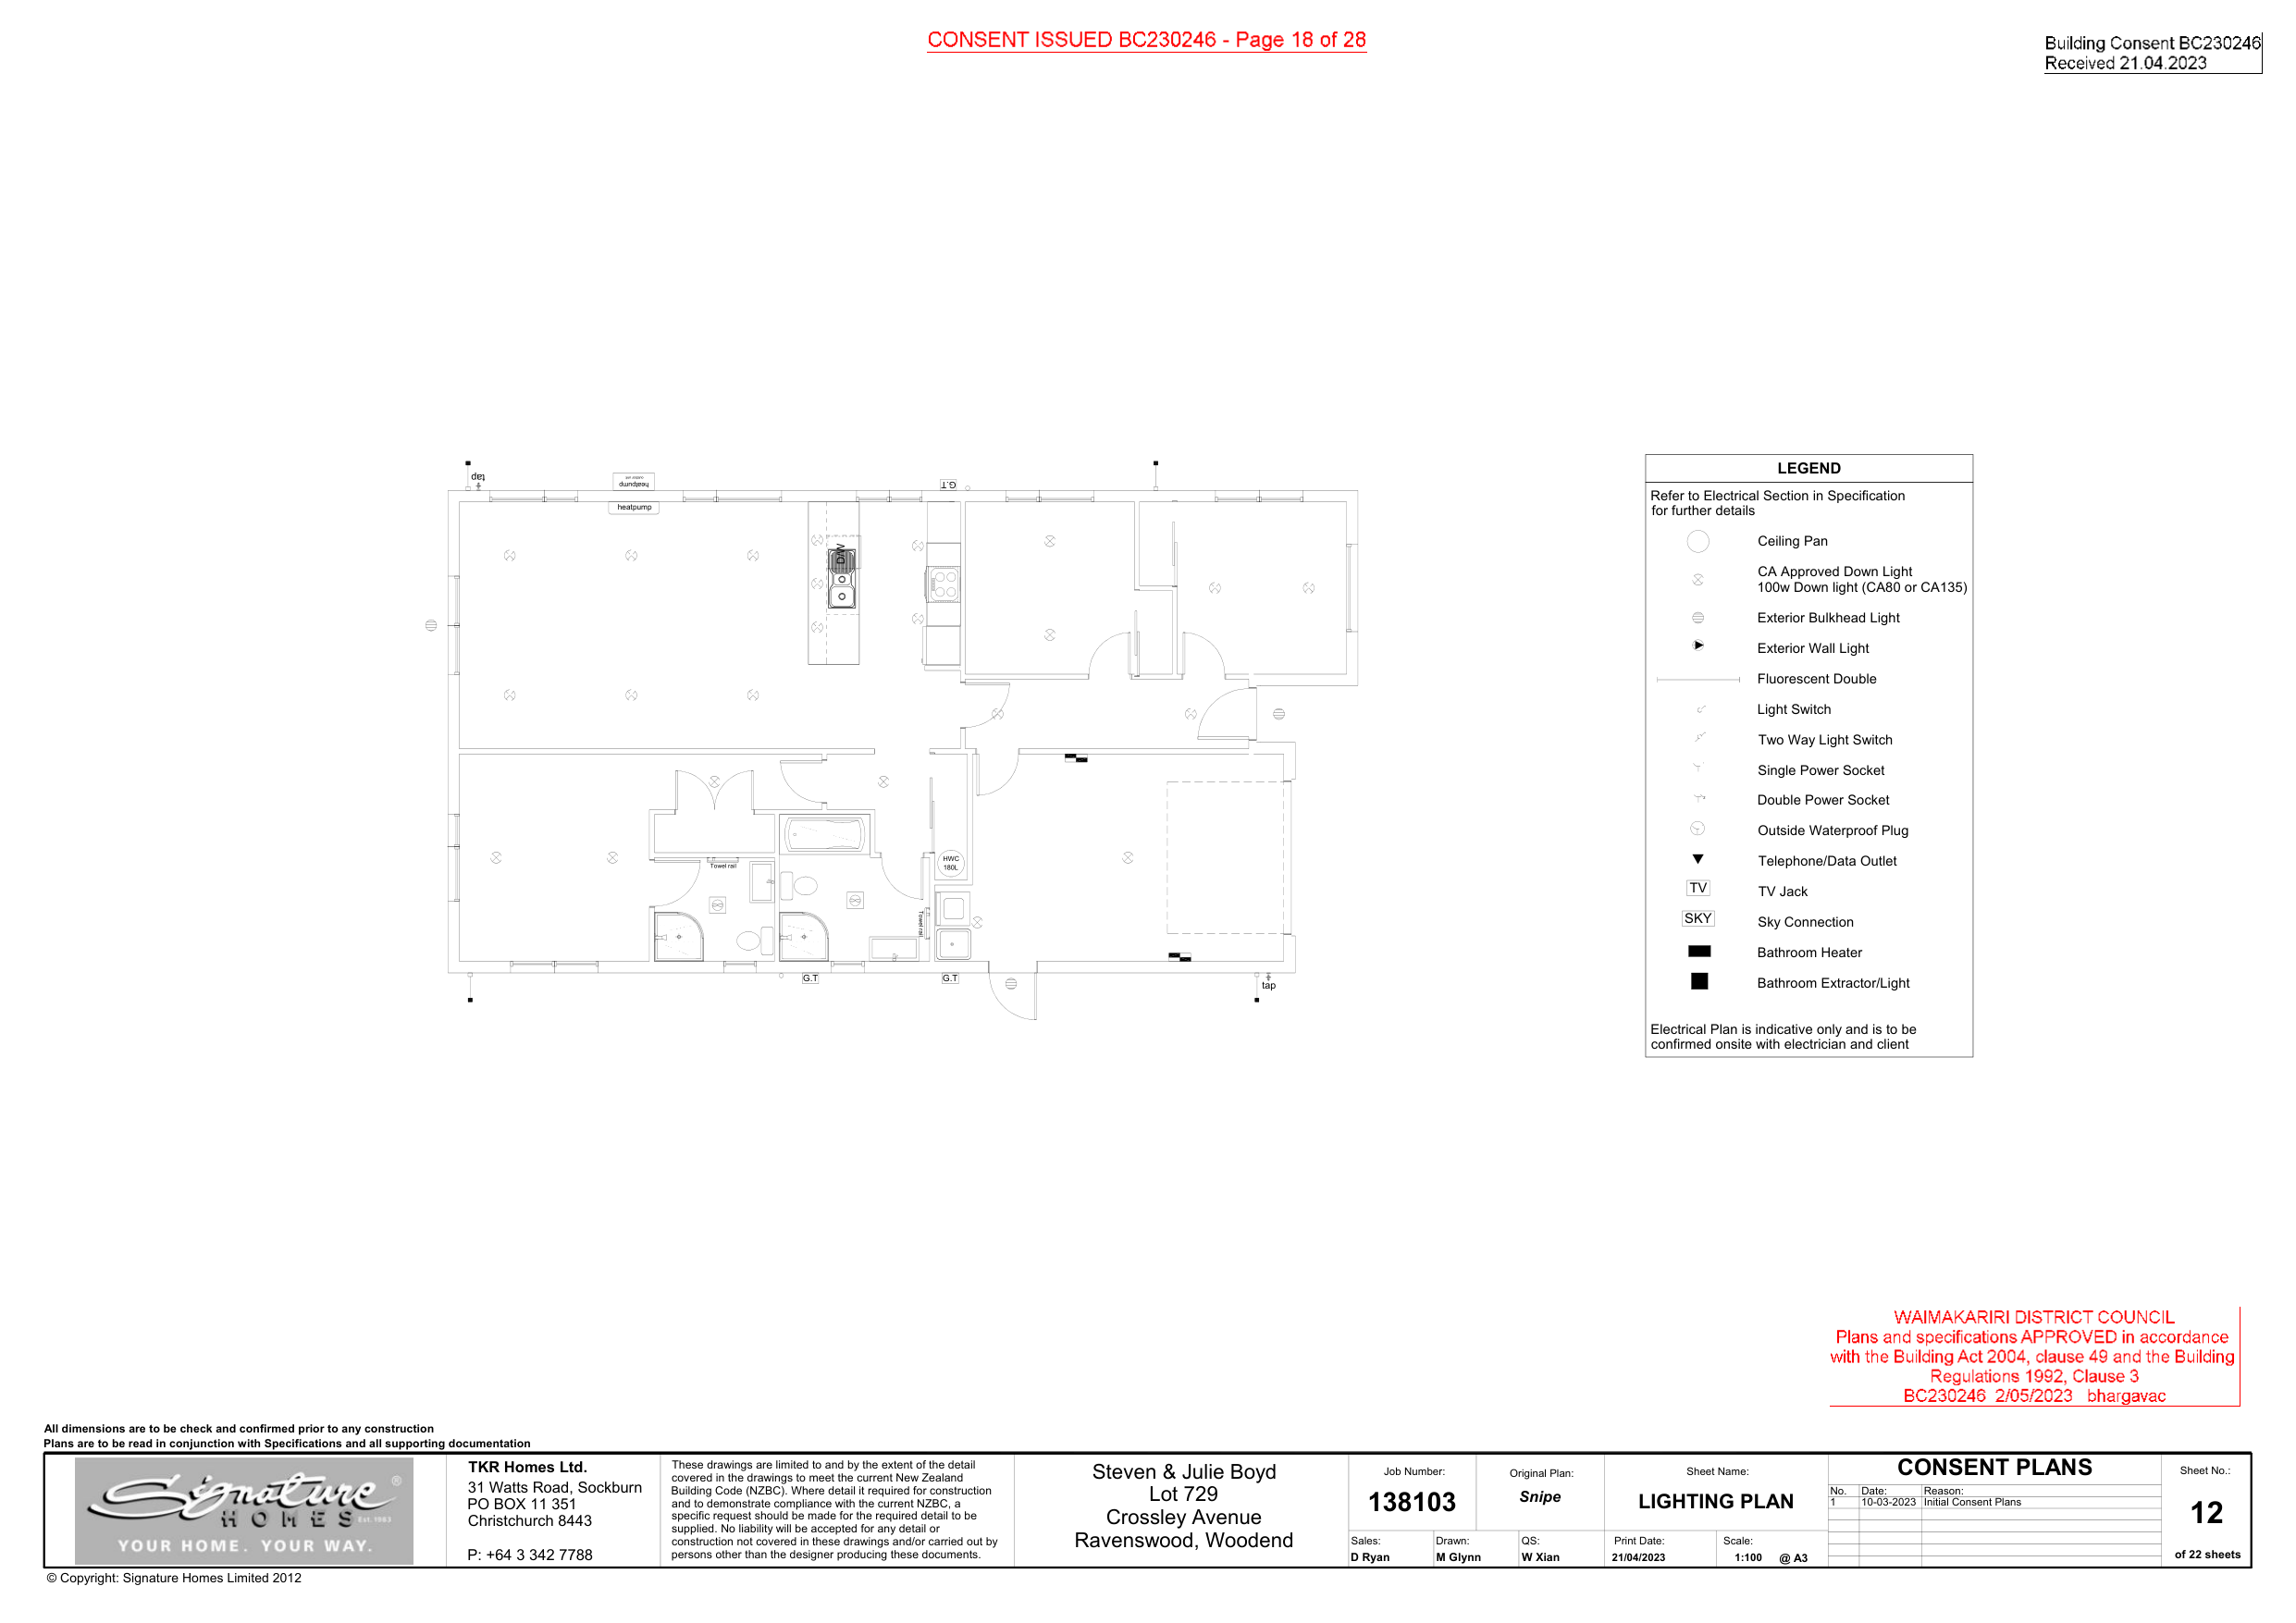 CONSENT ISSUED BC230246 - Page 18 of 28
Building Consent BC230246
Received 21.04.2023
tap
heatpump
heatpump
G.T
DW
HWC
180L
Towel rail
Towel rail
G.T
G.T
tap
LEGEND
Refer to Electrical Section in Specification
for further details
Ceiling Pan
CA Approved Down Light
100w Down light (CA80 or CA135)
Exterior Bulkhead Light
Exterior Wall Light
Fluorescent Double
Light Switch
Two Way Light Switch
Single Power Socket
Double Power Socket
Outside Waterproof Plug
Telephone/Data Outlet
TV TV Jack
SKY Sky Connection
Bathroom Heater
Bathroom Extractor/Light
Electrical Plan is indicative only and is to be
confirmed onsite with electrician and client
WAIMAKARIRI DISTRICT COUNCIL
Plans and specifications APPROVED in accordance
with the Building Act 2004, clause 49 and the Building
Regulations 1992, Clause 3
BC230246 2/05/2023 bhargavac
All dimensions are to be check and confirmed prior to any construction
Plans are to be read in conjunction with Specifications and all supporting documentation
Signature ®
HOMES Est. 1983
YOUR HOME. YOUR WAY.
TKR Homes Ltd.
31 Watts Road, Sockburn
PO BOX 11 351
Christchurch 8443
P: +64 3 342 7788
These drawings are limited to and by the extent of the detail
covered in the drawings to meet the current New Zealand
Building Code (NZBC). Where detail it required for construction
and to demonstrate compliance with the current NZBC, a
specific request should be made for the required detail to be
supplied. No liability will be accepted for any detail or
construction not covered in these drawings and/or carried out by
persons other than the designer producing these documents.
Steven & Julie Boyd
Lot 729
Crossley Avenue
Ravenswood, Woodend
Job Number:
138103
Original Plan:
Snipe
Sheet Name:
LIGHTING PLAN
Sales:
D Ryan
Drawn:
M Glynn
QS:
W Xian
Print Date:
21/04/2023
Scale:
1:100 @ A3
CONSENT PLANS
No. Date: Reason:
1 10-03-2023 Initial Consent Plans
Sheet No.:
12
of 22 sheets
© Copyright: Signature Homes Limited 2012